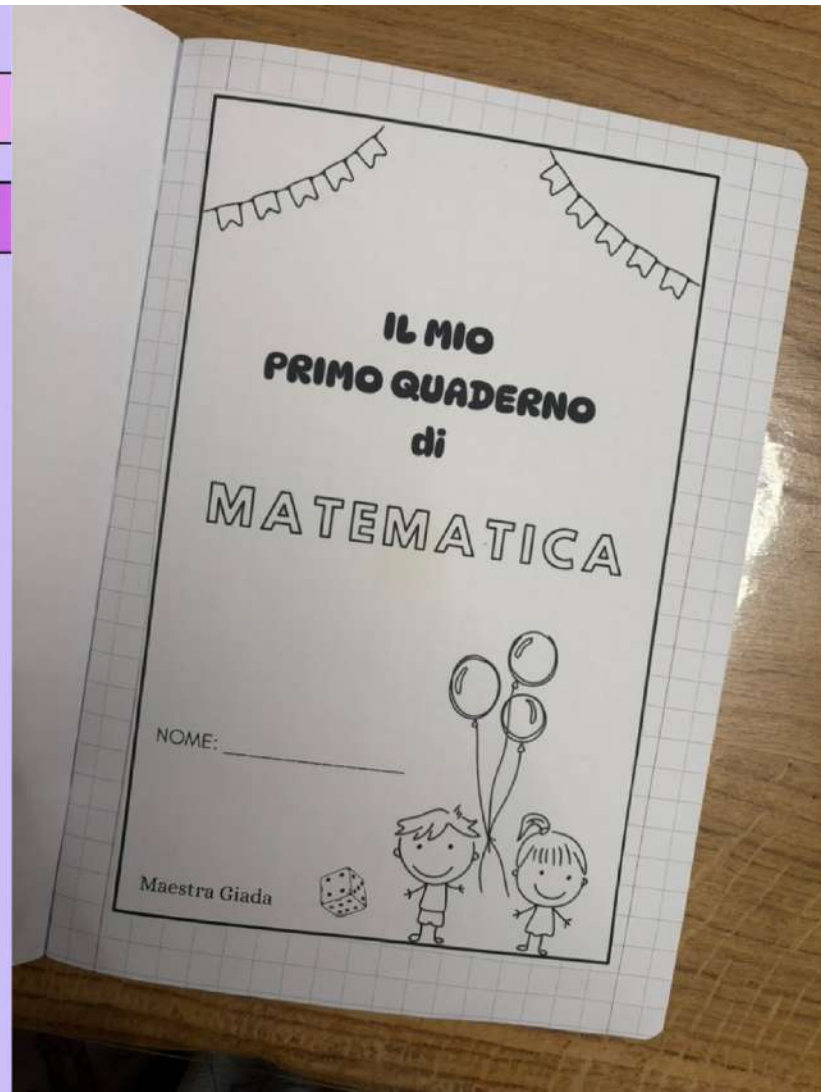 IL MIO
PRIMO QUADERNO
di
MATEMATICA
NOME:
Maestra Giada